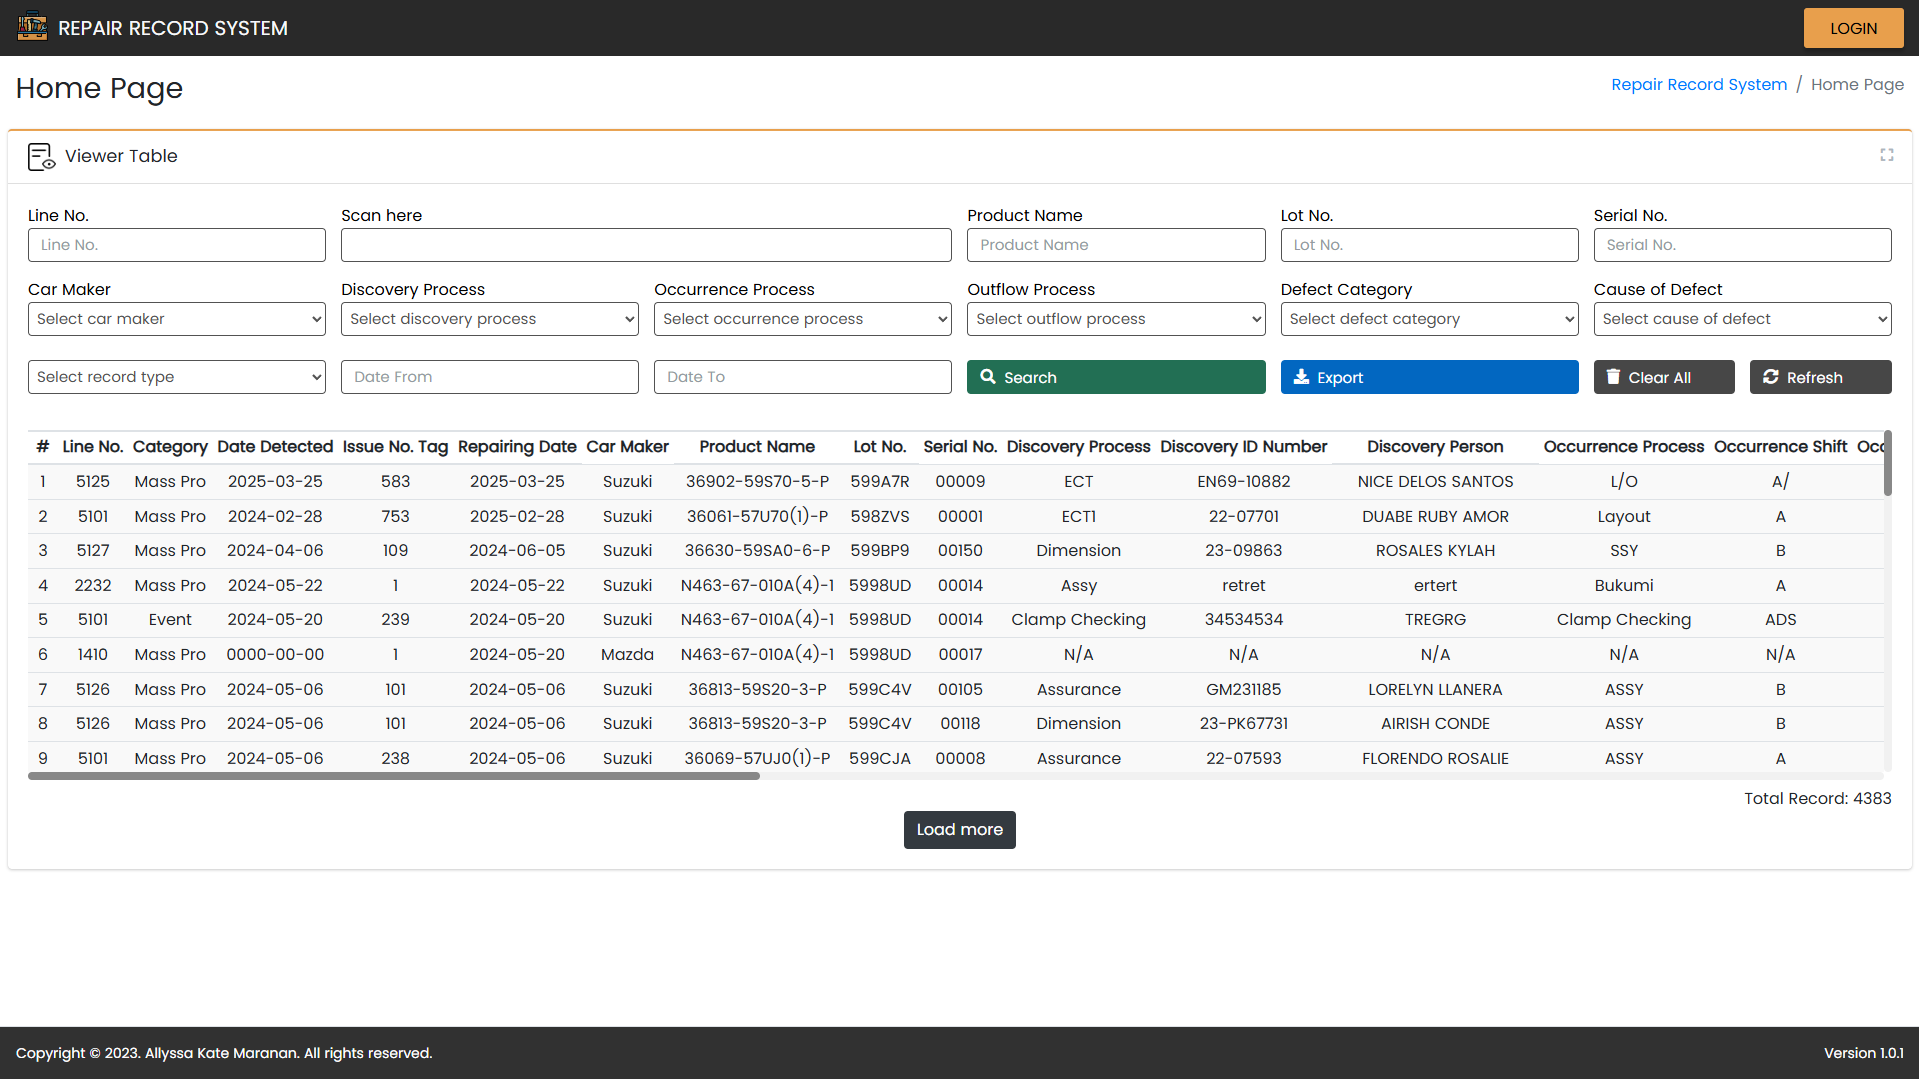 REPAIR RECORD SYSTEM
LOGIN
Home Page
Repair Record System / Home Page
Viewer Table
Line No. Scan here Product Name Lot No. Serial No.
Line No. Product Name Lot No. Serial No.
Car Maker Discovery Process Occurrence Process Outflow Process Defect Category Cause of Defect
Select car maker Select discovery process Select occurrence process Select outflow process Select defect category Select cause of defect
Select record type Date From Date To Search Export Clear All Refresh
# Line No. Category Date Detected Issue No. Tag Repairing Date Car Maker Product Name Lot No. Serial No. Discovery Process Discovery ID Number Discovery Person Occurrence Process Occurrence Shift Occ
1 5125 Mass Pro 2025-03-25 583 2025-03-25 Suzuki 36902-59S70-5-P 599A7R 00009 ECT EN69-10882 NICE DELOS SANTOS L/O A/
2 5101 Mass Pro 2024-02-28 753 2025-02-28 Suzuki 36061-57U70(1)-P 598ZVS 00001 ECT1 22-07701 DUABE RUBY AMOR Layout A
3 5127 Mass Pro 2024-04-06 109 2024-06-05 Suzuki 36630-59SA0-6-P 599BP9 00150 Dimension 23-09863 ROSALES KYLAH SSY B
4 2232 Mass Pro 2024-05-22 1 2024-05-22 Suzuki N463-67-010A(4)-1 5998UD 00014 Assy retret ertert Bukumi A
5 5101 Event 2024-05-20 239 2024-05-20 Suzuki N463-67-010A(4)-1 5998UD 00014 Clamp Checking 34534534 TREGRG Clamp Checking ADS
6 1410 Mass Pro 0000-00-00 1 2024-05-20 Mazda N463-67-010A(4)-1 5998UD 00017 N/A N/A N/A N/A N/A
7 5126 Mass Pro 2024-05-06 101 2024-05-06 Suzuki 36813-59S20-3-P 599C4V 00105 Assurance GM231185 LORELYN LLANERA ASSY B
8 5126 Mass Pro 2024-05-06 101 2024-05-06 Suzuki 36813-59S20-3-P 599C4V 00118 Dimension 23-PK67731 AIRISH CONDE ASSY B
9 5101 Mass Pro 2024-05-06 238 2024-05-06 Suzuki 36069-57UJ0(1)-P 599CJA 00008 Assurance 22-07593 FLORENDO ROSALIE ASSY A
Total Record: 4383
Load more
Copyright © 2023. Allyssa Kate Maranan. All rights reserved.
Version 1.0.1